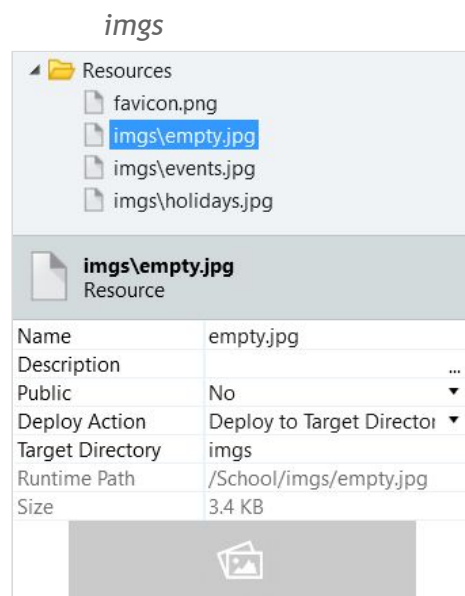 imgs
Resources
favicon.png
imgs\empty.jpg
imgs\events.jpg
imgs\holidays.jpg
imgs\empty.jpg
Resource
Name empty.jpg
Description ...
Public No
Deploy Action Deploy to Target Director
Target Directory imgs
Runtime Path /School/imgs/empty.jpg
Size 3.4 KB